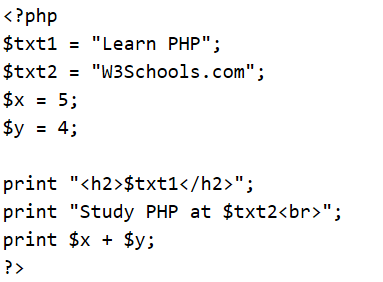 <?php
$txt1 = "Learn PHP";
$txt2 = "W3Schools.com";
$x = 5;
$y = 4;

print "<h2>$txt1</h2>";
print "Study PHP at $txt2<br>";
print $x + $y;
?>